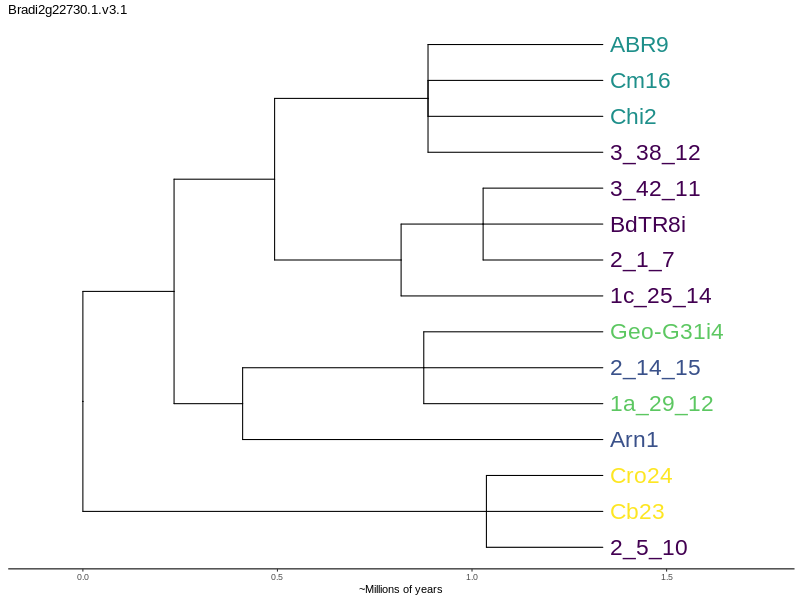 Bradi2g22730.1.v3.1
ABR9
Cm16
Chi2
3_38_12
3_42_11
BdTR8i
2_1_7
1c_25_14
Geo-G31i4
2_14_15
1a_29_12
Arn1
Cro24
Cb23
2_5_10
0.0 0.5 1.0 1.5
~Millions of years